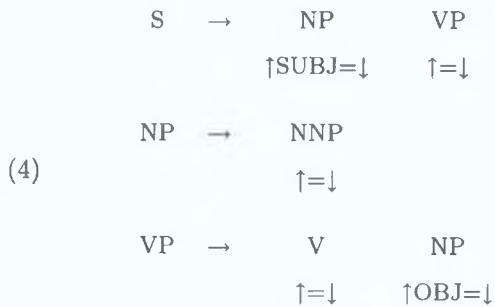 S → NP VP
↑SUBJ=↓ ↑=↓
NP → NNP
(4)
↑=↓
VP → V NP
↑=↓ ↑OBJ=↓